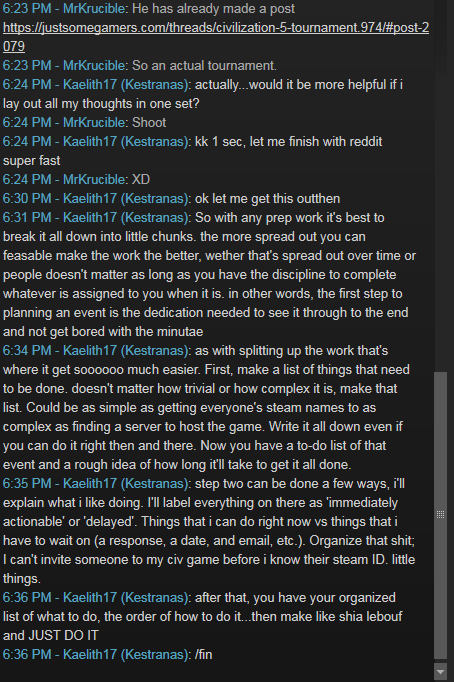 6:23 PM - MrKrucible: He has already made a post
https://justsomegamers.com/threads/civilization-5-tournament.974/#post-2
079
6:23 PM - MrKrucible: So an actual tournament.
6:24 PM - Kaelith17 (Kestranas): actually...would it be more helpful if i
lay out all my thoughts in one set?
6:24 PM - MrKrucible: Shoot
6:24 PM - Kaelith17 (Kestranas): kk 1 sec, let me finish with reddit
super fast
6:24 PM - MrKrucible: XD
6:30 PM - Kaelith17 (Kestranas): ok let me get this outthen
6:31 PM - Kaelith17 (Kestranas): So with any prep work it's best to
break it all down into little chunks. the more spread out you can
feasable make the work the better, wether that's spread out over time or
people doesn't matter as long as you have the discipline to complete
whatever is assigned to you when it is. in other words, the first step to
planning an event is the dedication needed to see it through to the end
and not get bored with the minutae
6:34 PM - Kaelith17 (Kestranas): as with splitting up the work that's
where it get soooooo much easier. First, make a list of things that need
to be done. doesn't matter how trivial or how complex it is, make that
list. Could be as simple as getting everyone's steam names to as
complex as finding a server to host the game. Write it all down even if
you can do it right then and there. Now you have a to-do list of that
event and a rough idea of how long it'll take to get it all done.
6:35 PM - Kaelith17 (Kestranas): step two can be done a few ways, i'll
explain what i like doing. I'll label everything on there as 'immediately
actionable' or 'delayed'. Things that i can do right now vs things that i
have to wait on (a response, a date, and email, etc.). Organize that shit;
I can't invite someone to my civ game before i know their steam ID. little
things.
6:36 PM - Kaelith17 (Kestranas): after that, you have your organized
list of what to do, the order of how to do it...then make like shia lebouf
and JUST DO IT
6:36 PM - Kaelith17 (Kestranas): /fin